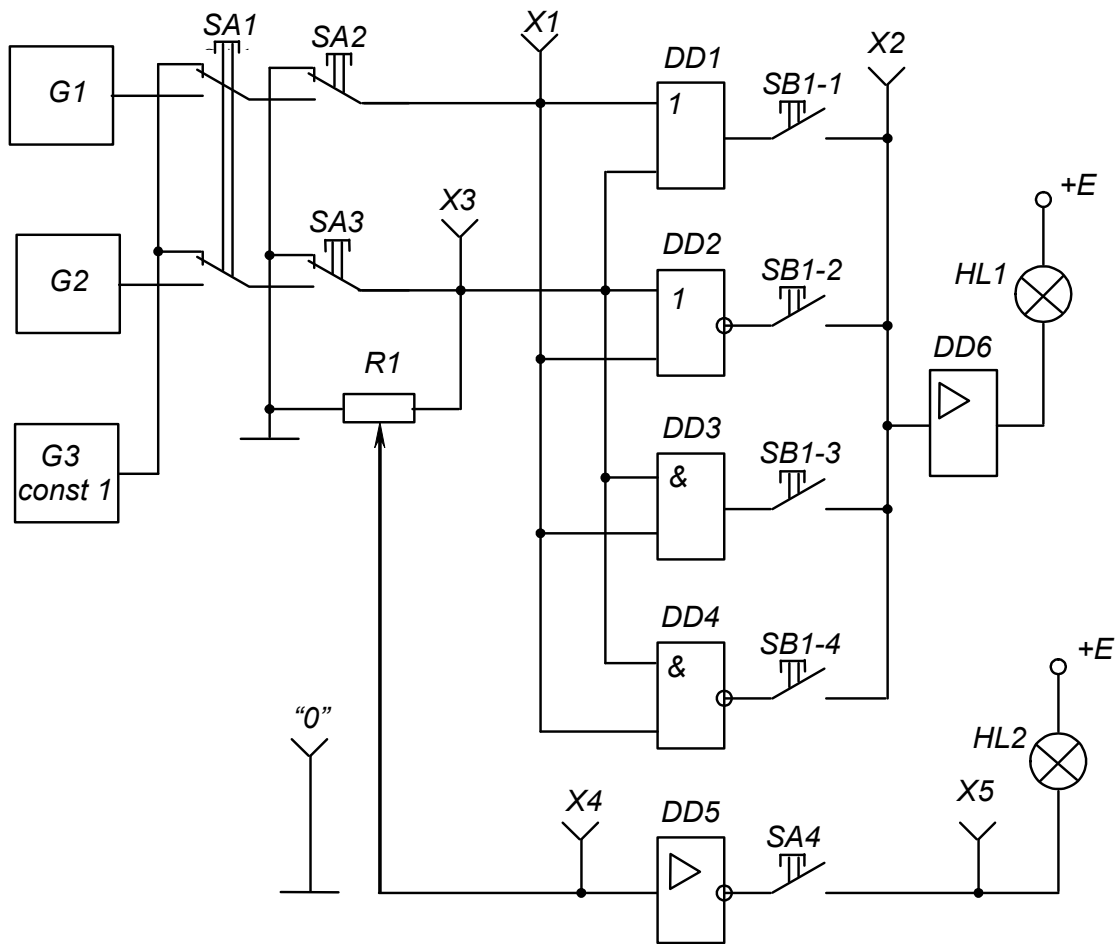 SA1
SA2
X1
DD1
X2
G1
1
SB1-1
+E
SA3
X3
DD2
G2
1
SB1-2
HL1
R1
DD6
G3
const 1
DD3
&
SB1-3
DD4
&
SB1-4
+E
“0”
HL2
X4
DD5
SA4
X5